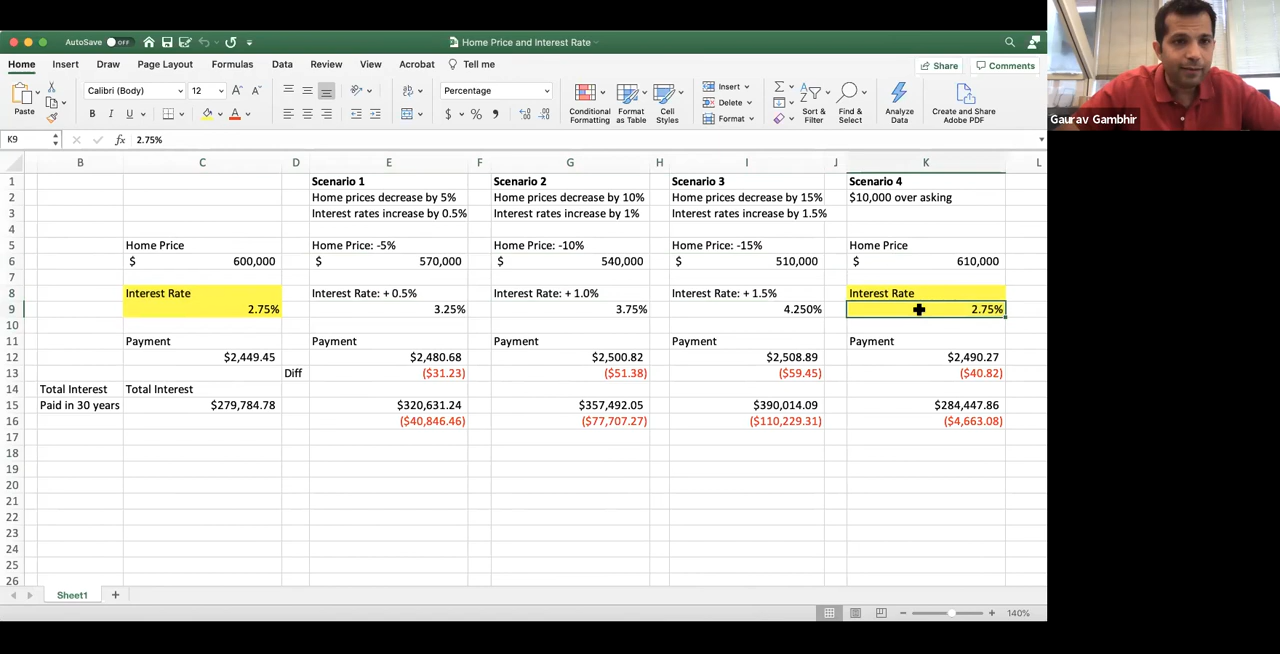 AutoSave OFF Home Price and Interest Rate
Home Insert Draw Page Layout Formulas Data Review View Acrobat Tell me Share Comments
Paste Calibri (Body) 12 A A Percentage Conditional Formatting Format as Table Cell Styles Insert Delete Format Sort & Filter Find & Select Analyze Data Create and Share Adobe PDF
B I U A $ % 9
Gaurav Gambhir
K9 fx 2.75%
B C D E F G H I J K L
1 Scenario 1 Scenario 2 Scenario 3 Scenario 4
2 Home prices decrease by 5% Home prices decrease by 10% Home prices decrease by 15% $10,000 over asking
3 Interest rates increase by 0.5% Interest rates increase by 1% Interest rates increase by 1.5%
4
5 Home Price Home Price: -5% Home Price: -10% Home Price: -15% Home Price
6 $ 600,000 $ 570,000 $ 540,000 $ 510,000 $ 610,000
7
8 Interest Rate Interest Rate: + 0.5% Interest Rate: + 1.0% Interest Rate: + 1.5% Interest Rate
9 2.75% 3.25% 3.75% 4.250% 2.75%
10
11 Payment Payment Payment Payment Payment
12 $2,449.45 $2,480.68 $2,500.82 $2,508.89 $2,490.27
13 Diff ($31.23) ($51.38) ($59.45) ($40.82)
14 Total Interest Total Interest
15 Paid in 30 years $279,784.78 $320,631.24 $357,492.05 $390,014.09 $284,447.86
16 ($40,846.46) ($77,707.27) ($110,229.31) ($4,663.08)
17
18
19
20
21
22
23
24
25
26
Sheet1 +
140%